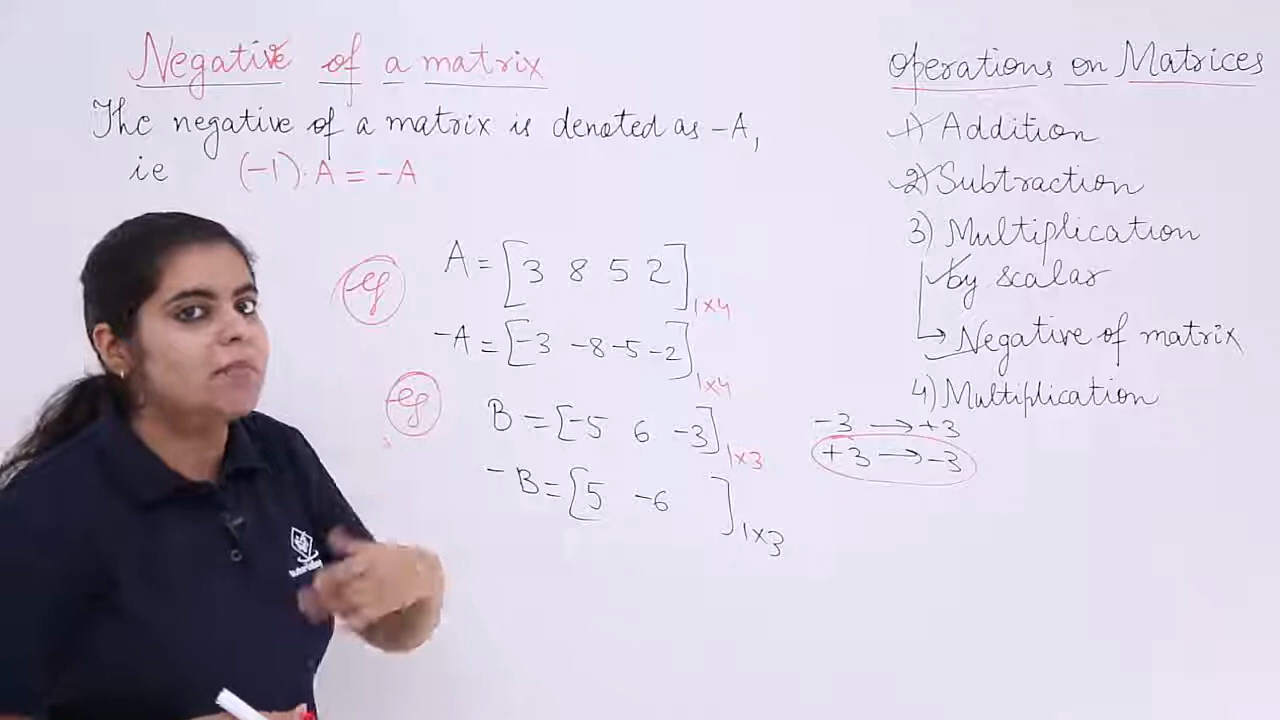 Negative of a matrix
The negative of a matrix is denoted as -A,
ie (-1).A = -A
eg A = [3 8 5 2] 1x4
-A = [-3 -8 -5 -2] 1x4
eg B = [-5 6 -3] 1x3
-B = [5 -6 ] 1x3
operations on Matrices
1) Addition
2) Subtraction
3) Multiplication
by scalar
→ Negative of matrix
4) Multiplication
-3 → +3
+3 → -3